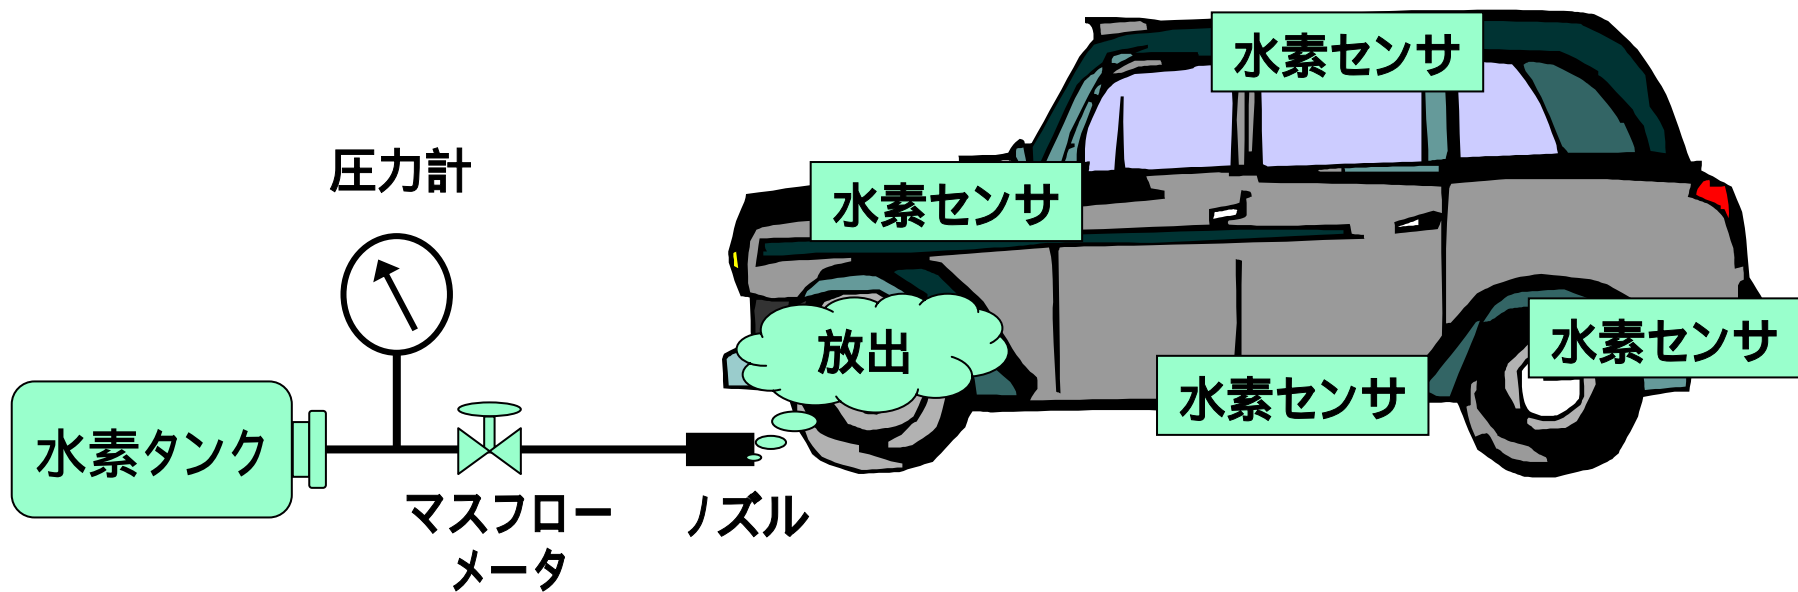 水素センサ
圧力計
水素センサ
放出
水素センサ
水素センサ
水素タンク
マスフロー
メータ
ノズル